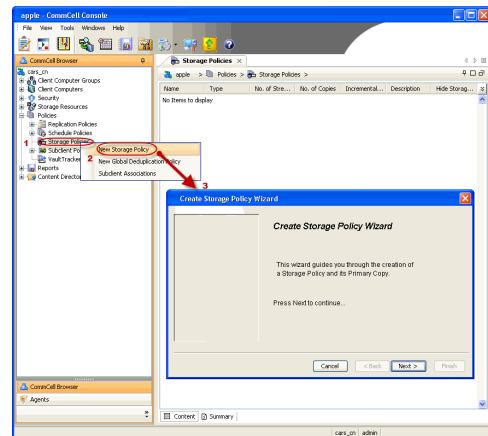 apple - CommCell Console
File View Tools Windows Help
CommCell Browser
Storage Policies
cars_cn
apple > Policies > Storage Policies >
Client Computer Groups
Client Computers
Security
Storage Resources
Policies
Replication Policies
Schedule Policies
1 Storage Policies
Subclient Po
VaultTracker
Reports
Content Director
Name Type No. of Stre... No. of Copies Incremental... Description Hide Storag...
No Items to display
New Storage Policy
2 New Global Deduplication Policy
Subclient Associations
3
Create Storage Policy Wizard
Create Storage Policy Wizard
This wizard guides you through the creation of
a Storage Policy and its Primary Copy.
Press Next to continue...
Cancel < Back Next > Finish
CommCell Browser
Agents
Content Summary
cars_cn admin